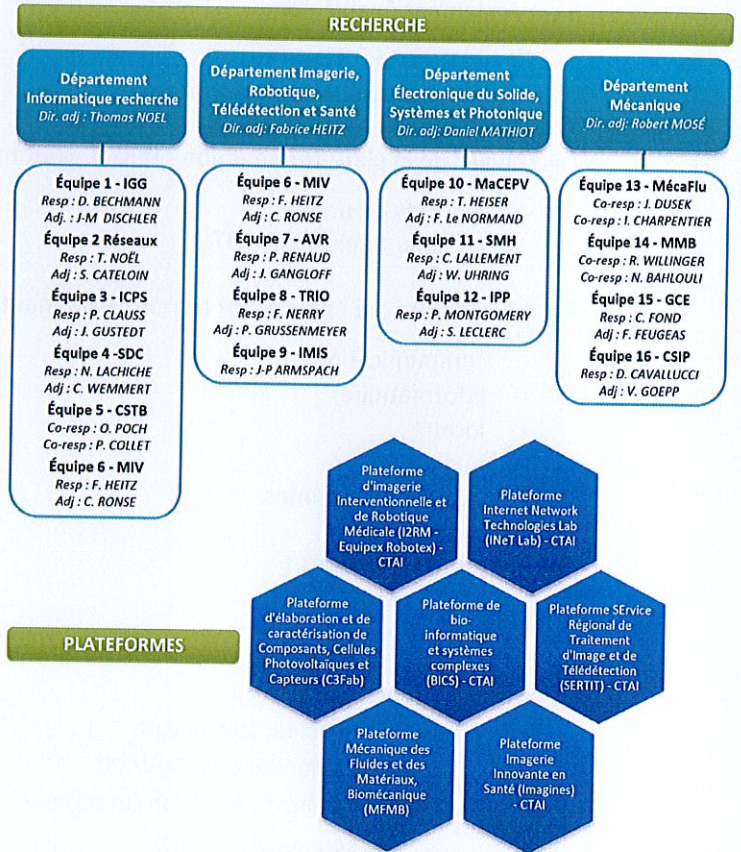 RECHERCHE
Département
Informatique recherche
Dir. adj : Thomas NOEL
Équipe 1 - IGG
Resp : D. BECHMANN
Adj. : J-M DISCHLER
Équipe 2 Réseaux
Resp : T. NOËL
Adj : S. CATELOIN
Équipe 3 - ICPS
Resp : P. CLAUSS
Adj : J. GUSTEDT
Équipe 4 -SDC
Resp : N. LACHICHE
Adj : C. WEMMERT
Équipe 5 - CSTB
Co-resp : O. POCH
Co-resp : P. COLLET
Équipe 6 - MIV
Resp : F. HEITZ
Adj : C. RONSE
Département Imagerie,
Robotique,
Télédétection et Santé
Dir. adj: Fabrice HEITZ
Équipe 6 - MIV
Resp : F. HEITZ
Adj : C. RONSE
Équipe 7 - AVR
Resp : P. RENAUD
Adj : J. GANGLOFF
Équipe 8 - TRIO
Resp : F. NERRY
Adj : P. GRUSSENMEYER
Équipe 9 - IMIS
Resp : J-P ARMSPACH
Département
Électronique du Solide,
Systèmes et Photonique
Dir. adj: Daniel MATHIOT
Équipe 10 - MaCEPV
Resp : T. HEISER
Adj : F. Le NORMAND
Équipe 11 - SMH
Resp : C. LALLEMENT
Adj : W. UHRING
Équipe 12 - IPP
Resp : P. MONTGOMERY
Adj : S. LECLERC
Département
Mécanique
Dir. adj: Robert MOSÉ
Équipe 13 - MécaFlu
Co-resp : J. DUSEK
Co-resp : I. CHARPENTIER
Équipe 14 - MMB
Co-resp : R. WILLINGER
Co-resp : N. BAHLOULI
Équipe 15 - GCE
Resp : C. FOND
Adj : F. FEUGEAS
Équipe 16 - CSIP
Resp : D. CAVALLUCCI
Adj : V. GOEPP
PLATEFORMES
Plateforme
d'imagerie
Interventionnelle et
de Robotique
Médicale (I2RM -
Equipex Robotex) -
CTAI
Plateforme
Internet Network
Technologies Lab
(INeT Lab) - CTAI
Plateforme
d'élaboration et de
caractérisation de
Composants, Cellules
Photovoltaïques et
Capteurs (C3Fab)
Plateforme de
bio-
informatique
et systèmes
complexes
(BICS) - CTAI
Plateforme SErvice
Régional de
Traitement
d'Image et de
Télédétection
(SERTIT) - CTAI
Plateforme
Mécanique des
Fluides et des
Matériaux,
Biomécanique
(MFMB)
Plateforme
Imagerie
Innovante en
Santé (Imagines)
- CTAI